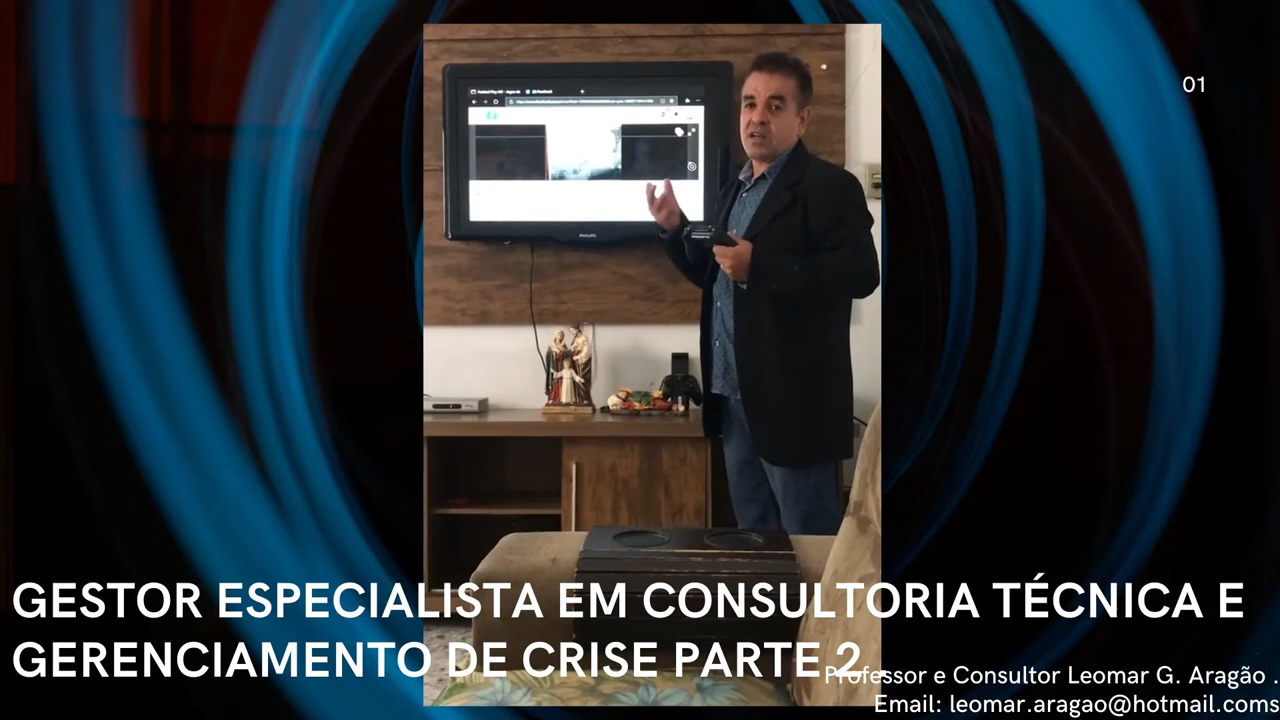 01
PHILIPS
GESTOR ESPECIALISTA EM CONSULTORIA TÉCNICA E
GERENCIAMENTO DE CRISE PARTE 2
Professor e Consultor Leomar G. Aragão .
Email: leomar.aragao@hotmail.coms